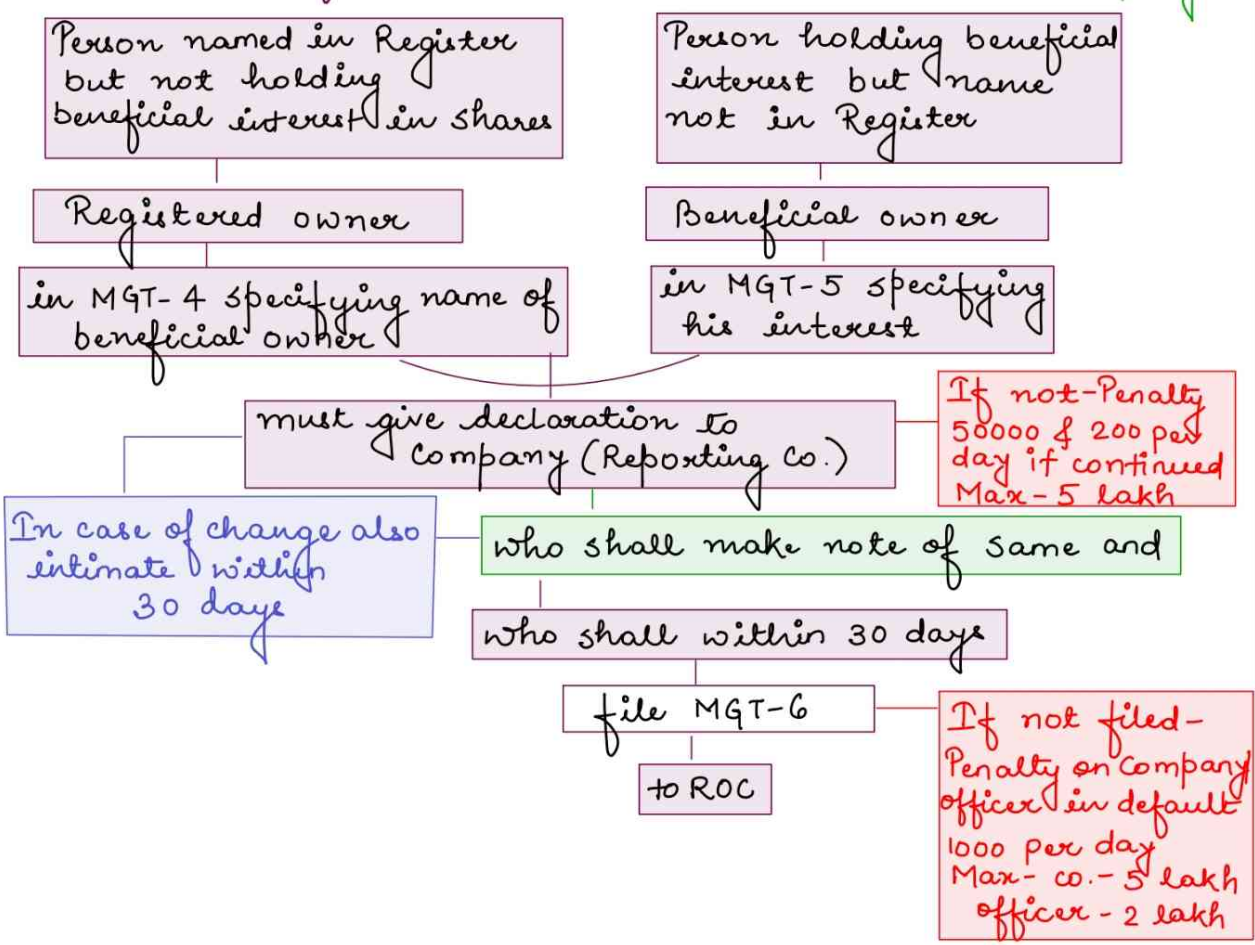 Person named in Register
but not holding
beneficial interest in shares
Person holding beneficial
interest but name
not in Register
Registered owner
Beneficial owner
in MGT-4 specifying name of
beneficial owner
in MGT-5 specifying
his interest
must give declaration to
Company (Reporting Co.)
If not-Penalty
50000 & 200 per
day if continued
Max-5 lakh
In case of change also
intimate within
30 days
who shall make note of same and
who shall within 30 days
file MGT-6
to ROC
If not filed-
Penalty on Company
officer in default
1000 per day
Max- co.- 5 lakh
officer - 2 lakh